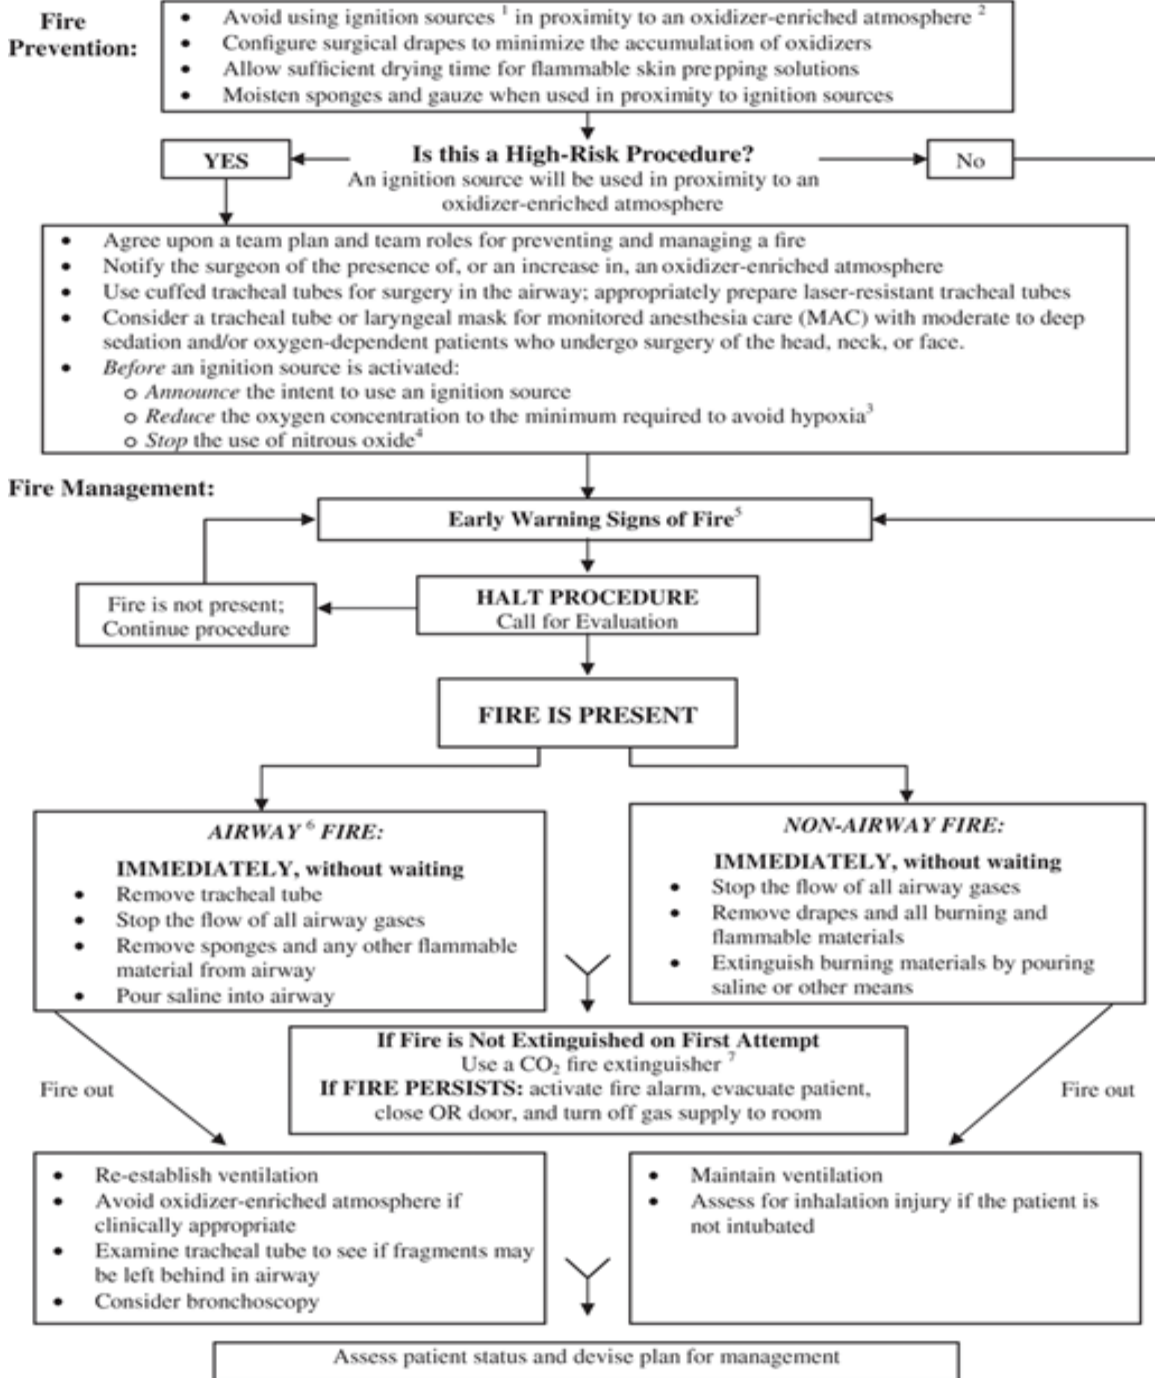 Fire
Prevention:
• Avoid using ignition sources ¹ in proximity to an oxidizer-enriched atmosphere ²
• Configure surgical drapes to minimize the accumulation of oxidizers
• Allow sufficient drying time for flammable skin prepping solutions
• Moisten sponges and gauze when used in proximity to ignition sources
YES
Is this a High-Risk Procedure?
An ignition source will be used in proximity to an
oxidizer-enriched atmosphere
No
• Agree upon a team plan and team roles for preventing and managing a fire
• Notify the surgeon of the presence of, or an increase in, an oxidizer-enriched atmosphere
• Use cuffed tracheal tubes for surgery in the airway; appropriately prepare laser-resistant tracheal tubes
• Consider a tracheal tube or laryngeal mask for monitored anesthesia care (MAC) with moderate to deep
sedation and/or oxygen-dependent patients who undergo surgery of the head, neck, or face.
• Before an ignition source is activated:
o Announce the intent to use an ignition source
o Reduce the oxygen concentration to the minimum required to avoid hypoxia³
o Stop the use of nitrous oxide⁴
Fire Management:
Early Warning Signs of Fire⁵
HALT PROCEDURE
Call for Evaluation
Fire is not present;
Continue procedure
FIRE IS PRESENT
AIRWAY ⁶ FIRE:
IMMEDIATELY, without waiting
• Remove tracheal tube
• Stop the flow of all airway gases
• Remove sponges and any other flammable
material from airway
• Pour saline into airway
NON-AIRWAY FIRE:
IMMEDIATELY, without waiting
• Stop the flow of all airway gases
• Remove drapes and all burning and
flammable materials
• Extinguish burning materials by pouring
saline or other means
If Fire is Not Extinguished on First Attempt
Use a CO₂ fire extinguisher ⁷
If FIRE PERSISTS: activate fire alarm, evacuate patient,
close OR door, and turn off gas supply to room
Fire out
Fire out
• Re-establish ventilation
• Avoid oxidizer-enriched atmosphere if
clinically appropriate
• Examine tracheal tube to see if fragments may
be left behind in airway
• Consider bronchoscopy
• Maintain ventilation
• Assess for inhalation injury if the patient is
not intubated
Assess patient status and devise plan for management